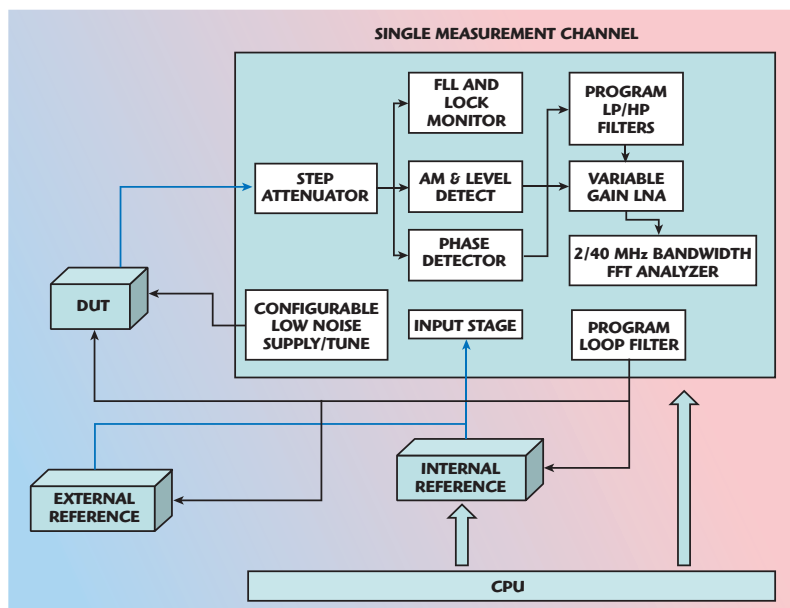 SINGLE MEASUREMENT CHANNEL
FLL AND
LOCK
MONITOR
PROGRAM
LP/HP
FILTERS
STEP
ATTENUATOR
AM & LEVEL
DETECT
VARIABLE
GAIN LNA
PHASE
DETECTOR
2/40 MHz BANDWIDTH
FFT ANALYZER
DUT
CONFIGURABLE
LOW NOISE
SUPPLY/TUNE
INPUT STAGE
PROGRAM
LOOP FILTER
EXTERNAL
REFERENCE
INTERNAL
REFERENCE
CPU